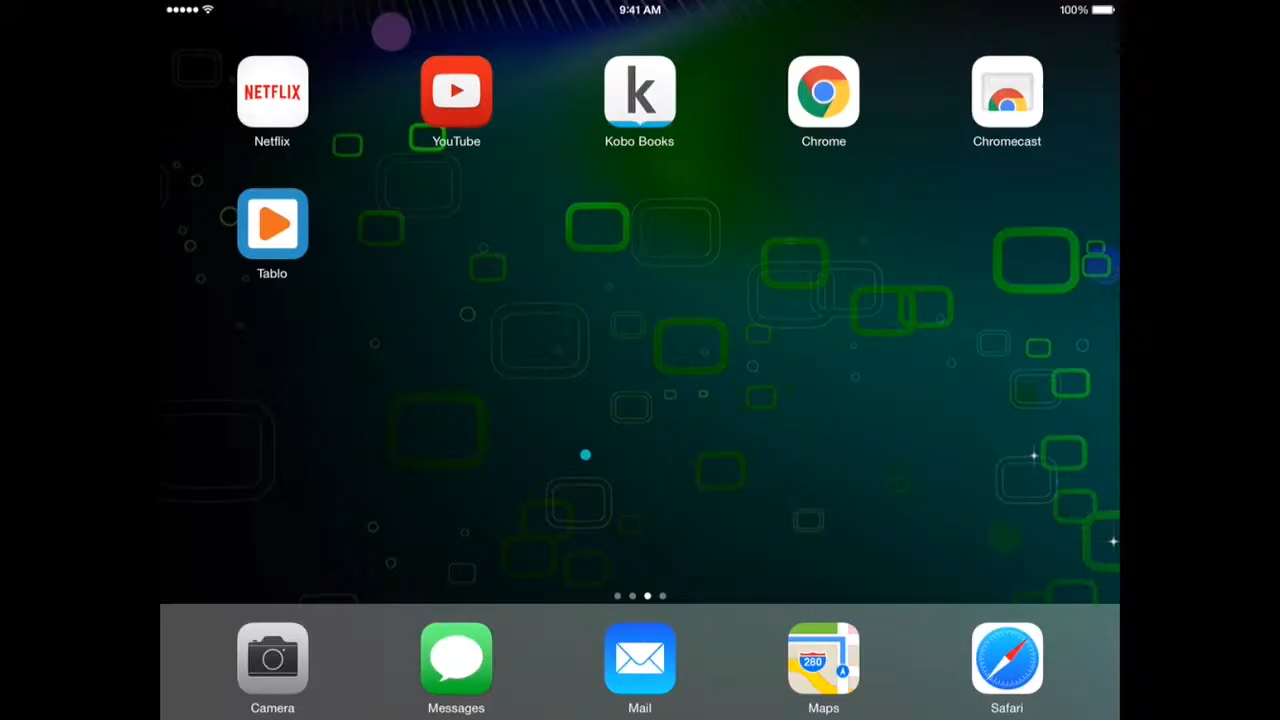 9:41 AM
100%
NETFLIX
k
Netflix
YouTube
Kobo Books
Chrome
Chromecast
Tablo
280
Camera
Messages
Mail
Maps
Safari